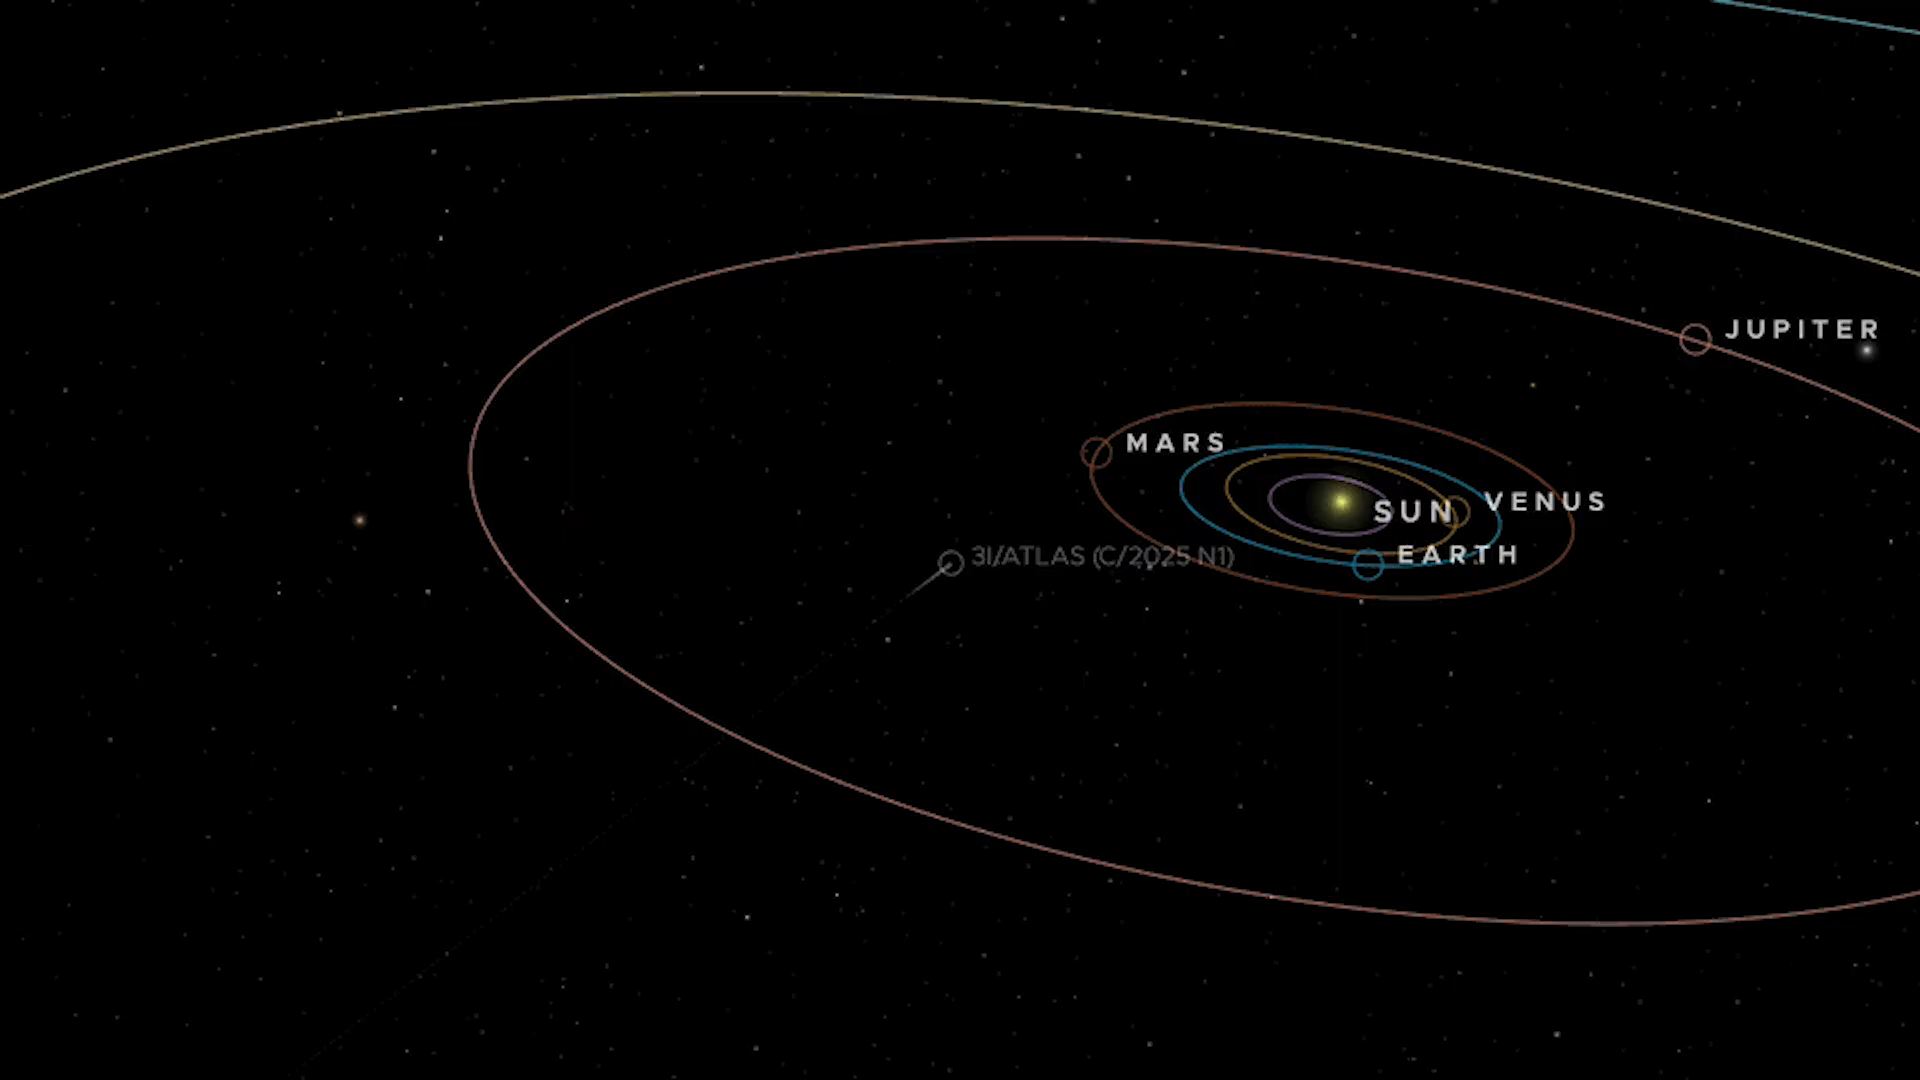 JUPITER
MARS
VENUS
SUN
EARTH
3I/ATLAS (C/2025 N1)